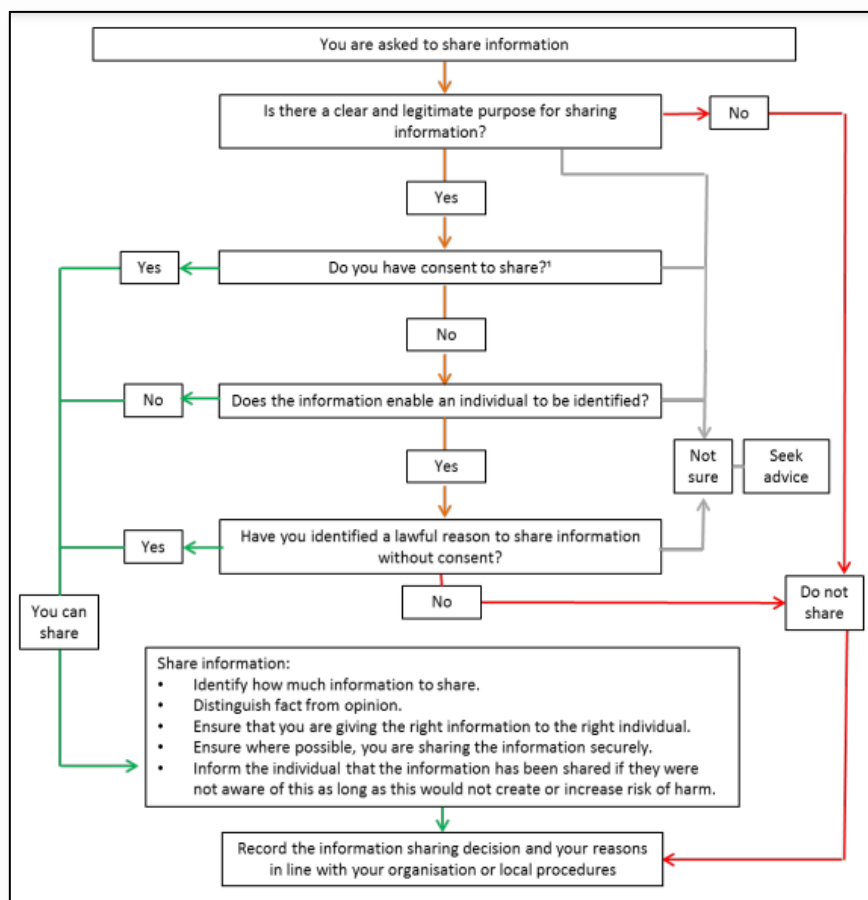 You are asked to share information
Is there a clear and legitimate purpose for sharing
information?
No
Yes
Yes
Do you have consent to share?¹
No
No
Does the information enable an individual to be identified?
Yes
Not
sure
Seek
advice
Yes
Have you identified a lawful reason to share information
without consent?
No
You can
share
Do not
share
Share information:
• Identify how much information to share.
• Distinguish fact from opinion.
• Ensure that you are giving the right information to the right individual.
• Ensure where possible, you are sharing the information securely.
• Inform the individual that the information has been shared if they were
not aware of this as long as this would not create or increase risk of harm.
Record the information sharing decision and your reasons
in line with your organisation or local procedures